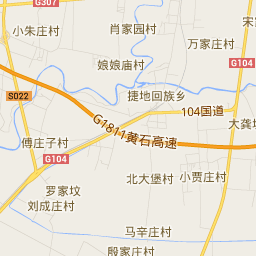 G307
肖家园村
小朱庄村
万家庄村
娘娘庙村
G104
S022
捷地回族乡
104国道
G1811黄石高速
大龚坟
傅庄子村
G104
北大堡村
小贾庄村
罗家坟
刘成庄村
马辛庄村
殷家庄村